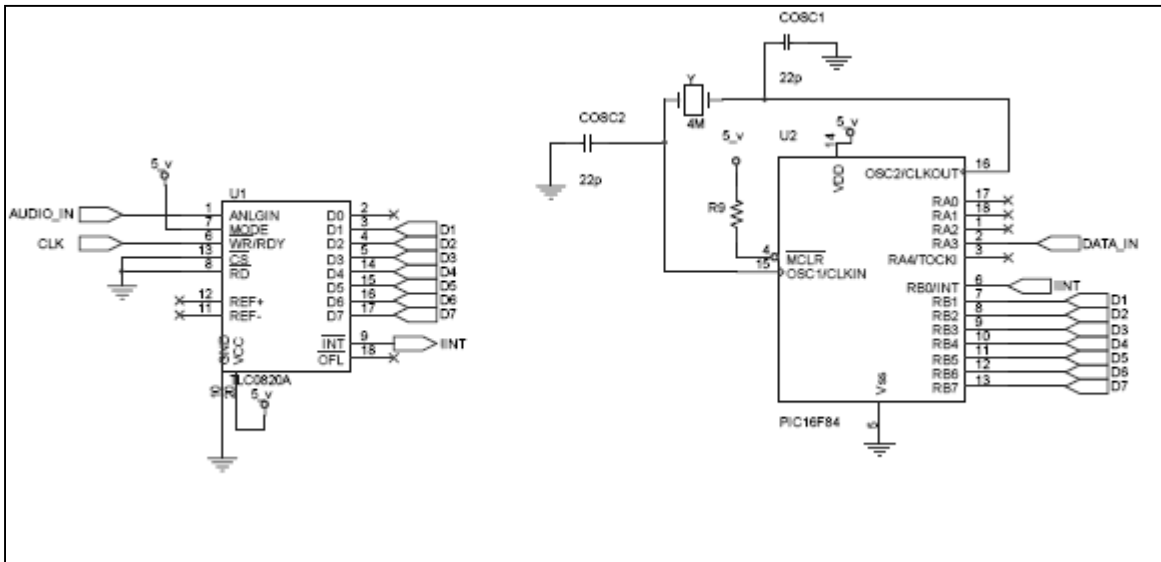 COSC1
22p
Y
4M
COSC2
22p
5_v
U2
5_v
14
VDD
OSC2/CLKOUT
16
RA0
17
RA1
18
RA2
1
RA3
2
DATA_IN
RA4/TOCKI
3
R9
4
MCLR
15
OSC1/CLKIN
RB0/INT
6
IINT
RB1
7
D1
RB2
8
D2
RB3
9
D3
RB4
10
D4
RB5
11
D5
RB6
12
D6
RB7
13
D7
Vss
5
PIC16F84
5_v
U1
AUDIO_IN
1
ANLGIN
7
MODE
CLK
6
WR/RDY
13
CS
8
RD
12
REF+
11
REF-
D0
2
D1
3
D1
D2
4
D2
D3
5
D3
D4
14
D4
D5
15
D5
D6
16
D6
D7
17
D7
INT
9
IINT
OFL
18
GND
VCC
10
20
TLC0820A
5_v